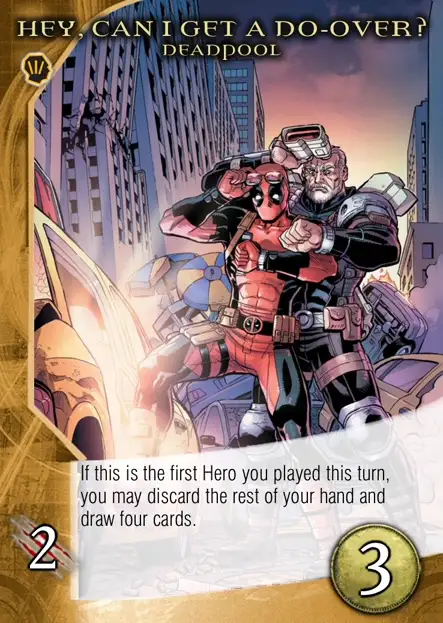 HEY, CAN I GET A DO-OVER?
DEADPOOL
If this is the first Hero you played this turn,
you may discard the rest of your hand and
draw four cards.
2
3